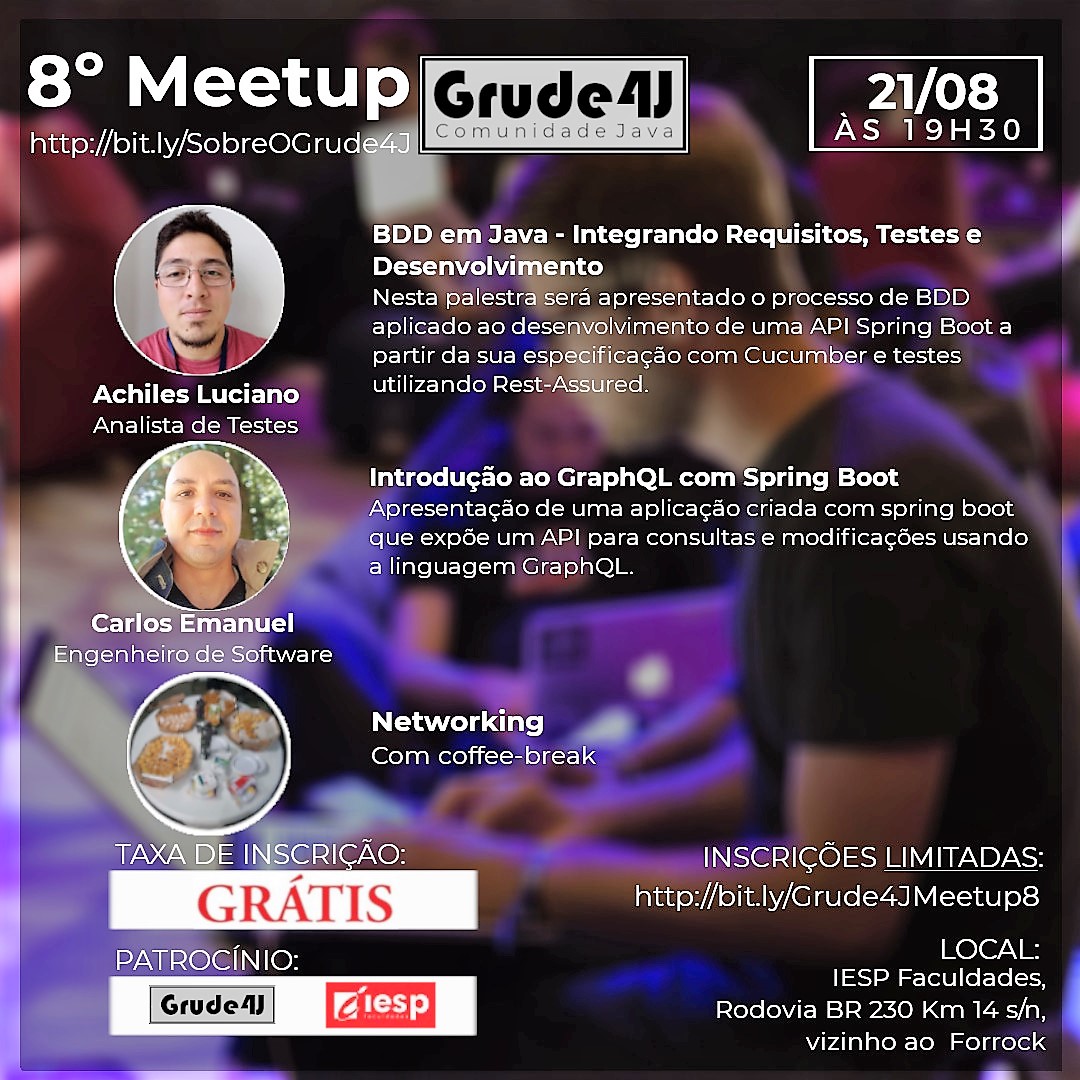 8º Meetup
http://bit.ly/SobreOGrude4J
Grude4J
Comunidade Java
21/08
ÀS 19H30
BDD em Java - Integrando Requisitos, Testes e
Desenvolvimento
Nesta palestra será apresentado o processo de BDD
aplicado ao desenvolvimento de uma API Spring Boot a
partir da sua especificação com Cucumber e testes
utilizando Rest-Assured.
Achiles Luciano
Analista de Testes
Introdução ao GraphQL com Spring Boot
Apresentação de uma aplicação criada com spring boot
que expõe um API para consultas e modificações usando
a linguagem GraphQL.
Carlos Emanuel
Engenheiro de Software
Networking
Com coffee-break
TAXA DE INSCRIÇÃO:
GRÁTIS
PATROCÍNIO:
Grude4J
iesp
faculdades
INSCRIÇÕES LIMITADAS:
http://bit.ly/Grude4JMeetup8
LOCAL:
IESP Faculdades,
Rodovia BR 230 Km 14 s/n,
vizinho ao Forrock